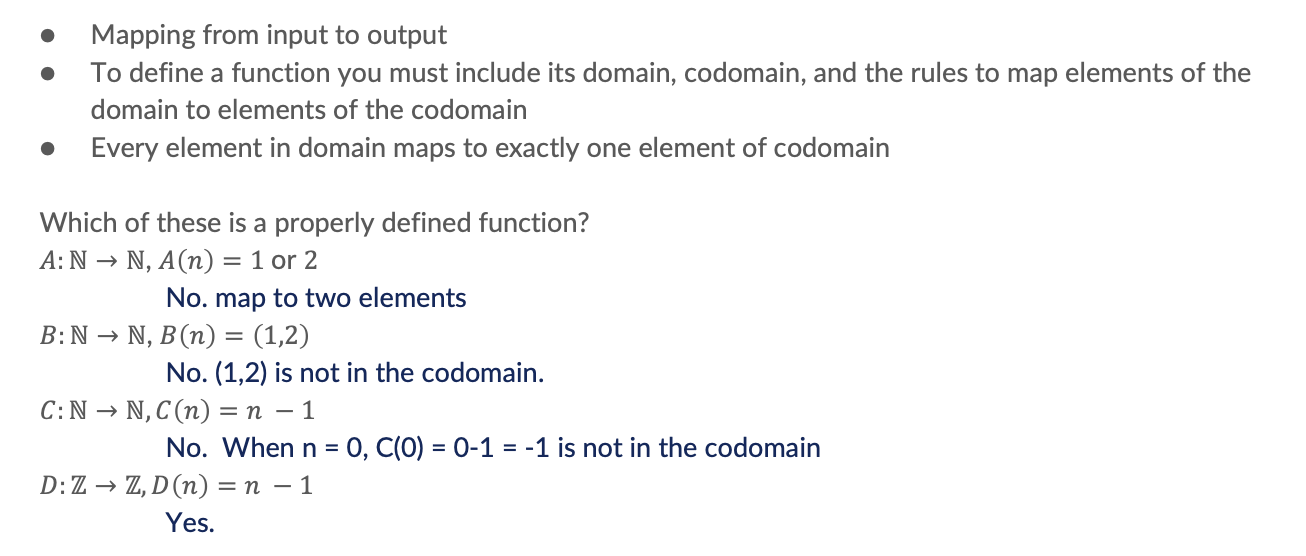 ● Mapping from input to output
● To define a function you must include its domain, codomain, and the rules to map elements of the
domain to elements of the codomain
● Every element in domain maps to exactly one element of codomain
Which of these is a properly defined function?
A: ℕ → ℕ, A(n) = 1 or 2
No. map to two elements
B: ℕ → ℕ, B(n) = (1,2)
No. (1,2) is not in the codomain.
C: ℕ → ℕ, C(n) = n − 1
No. When n = 0, C(0) = 0-1 = -1 is not in the codomain
D: ℤ → ℤ, D(n) = n − 1
Yes.